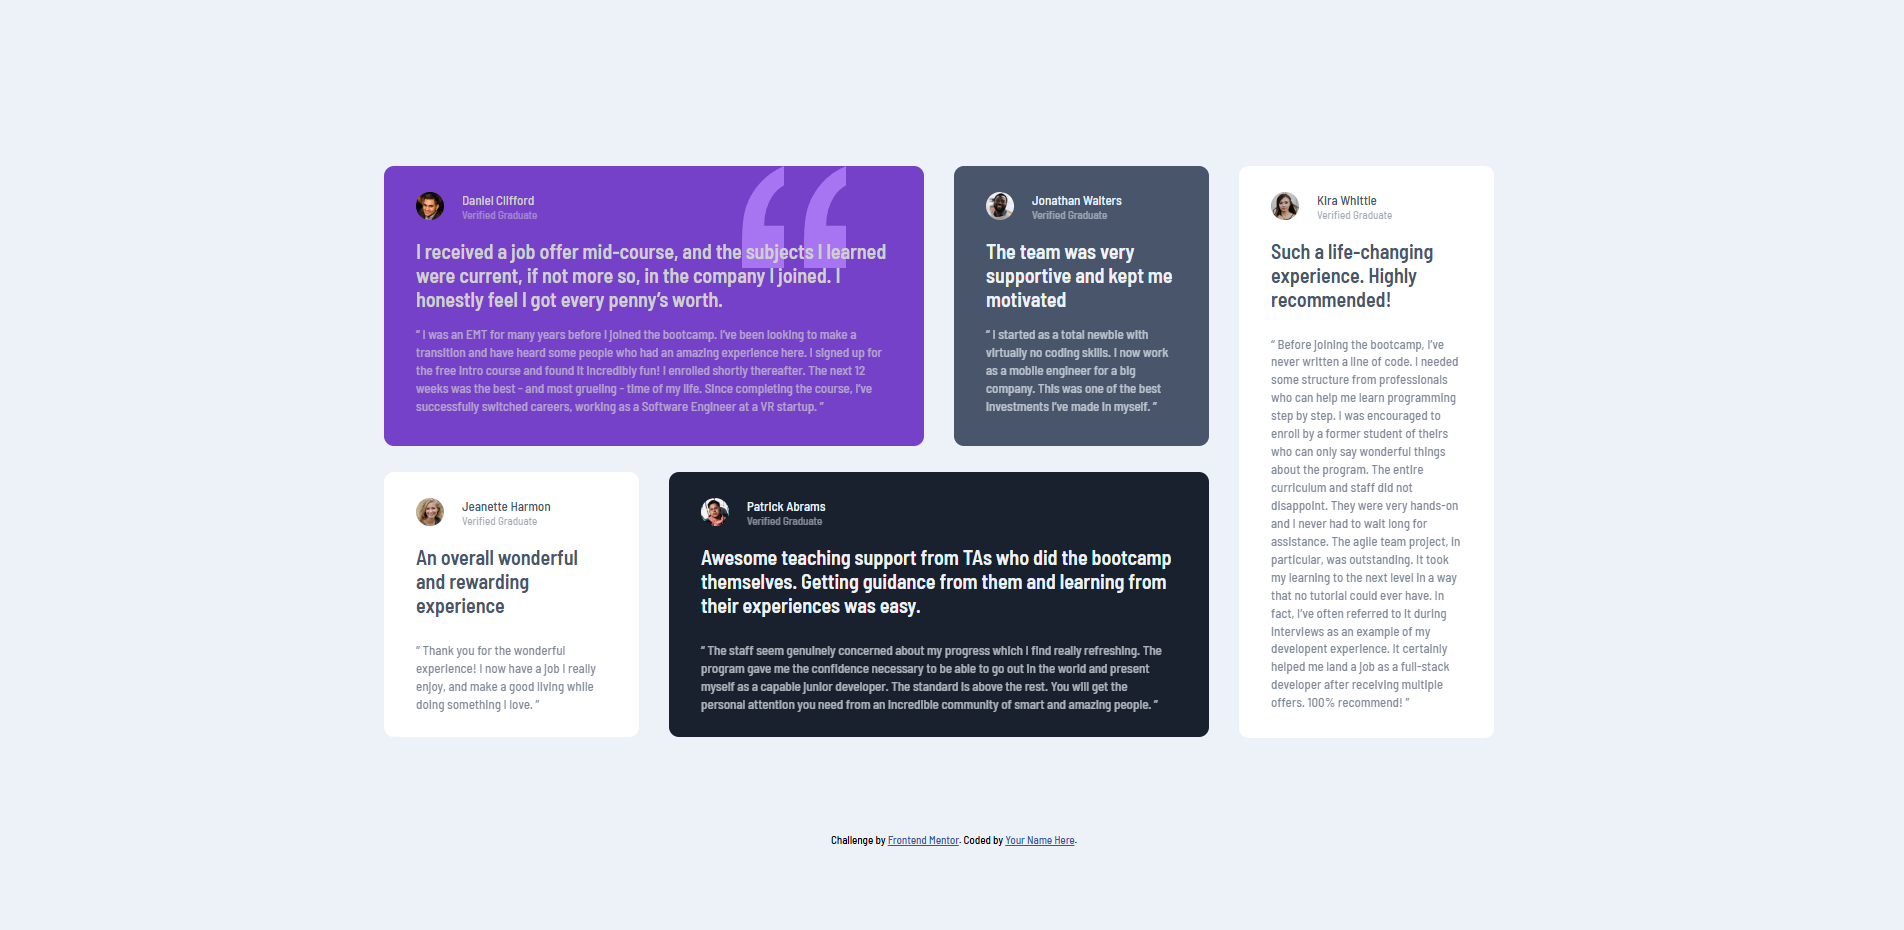 Daniel Clifford
Verified Graduate
I received a job offer mid-course, and the subjects I learned
were current, if not more so, in the company I joined. I
honestly feel I got every penny’s worth.
“ I was an EMT for many years before I joined the bootcamp. I’ve been looking to make a
transition and have heard some people who had an amazing experience here. I signed up for
the free intro course and found it incredibly fun! I enrolled shortly thereafter. The next 12
weeks was the best - and most grueling - time of my life. Since completing the course, I’ve
successfully switched careers, working as a Software Engineer at a VR startup. ”
Jonathan Walters
Verified Graduate
The team was very
supportive and kept me
motivated
“ I started as a total newbie with
virtually no coding skills. I now work
as a mobile engineer for a big
company. This was one of the best
investments I’ve made in myself. ”
Kira Whittle
Verified Graduate
Such a life-changing
experience. Highly
recommended!
“ Before joining the bootcamp, I’ve
never written a line of code. I needed
some structure from professionals
who can help me learn programming
step by step. I was encouraged to
enroll by a former student of theirs
who can only say wonderful things
about the program. The entire
curriculum and staff did not
disappoint. They were very hands-on
and I never had to wait long for
assistance. The agile team project, in
particular, was outstanding. It took
my learning to the next level in a way
that no tutorial could ever have. In
fact, I’ve often referred to it during
interviews as an example of my
developent experience. It certainly
helped me land a job as a full-stack
developer after receiving multiple
offers. 100% recommend! ”
Jeanette Harmon
Verified Graduate
An overall wonderful
and rewarding
experience
“ Thank you for the wonderful
experience! I now have a job I really
enjoy, and make a good living while
doing something I love. ”
Patrick Abrams
Verified Graduate
Awesome teaching support from TAs who did the bootcamp
themselves. Getting guidance from them and learning from
their experiences was easy.
“ The staff seem genuinely concerned about my progress which I find really refreshing. The
program gave me the confidence necessary to be able to go out in the world and present
myself as a capable junior developer. The standard is above the rest. You will get the
personal attention you need from an incredible community of smart and amazing people. ”
Challenge by Frontend Mentor. Coded by Your Name Here.